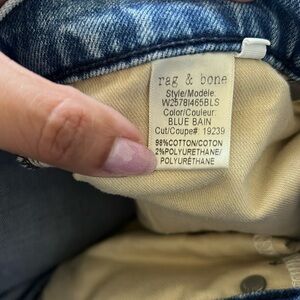 rag & bone
Style/Modèle:
W2578I465BLS
Color/Couleur:
BLUE BAIN
Cut/Coupe#: 19239
98%COTTON/COTON
2%POLYURETHANE/
POLYURÉTHANE